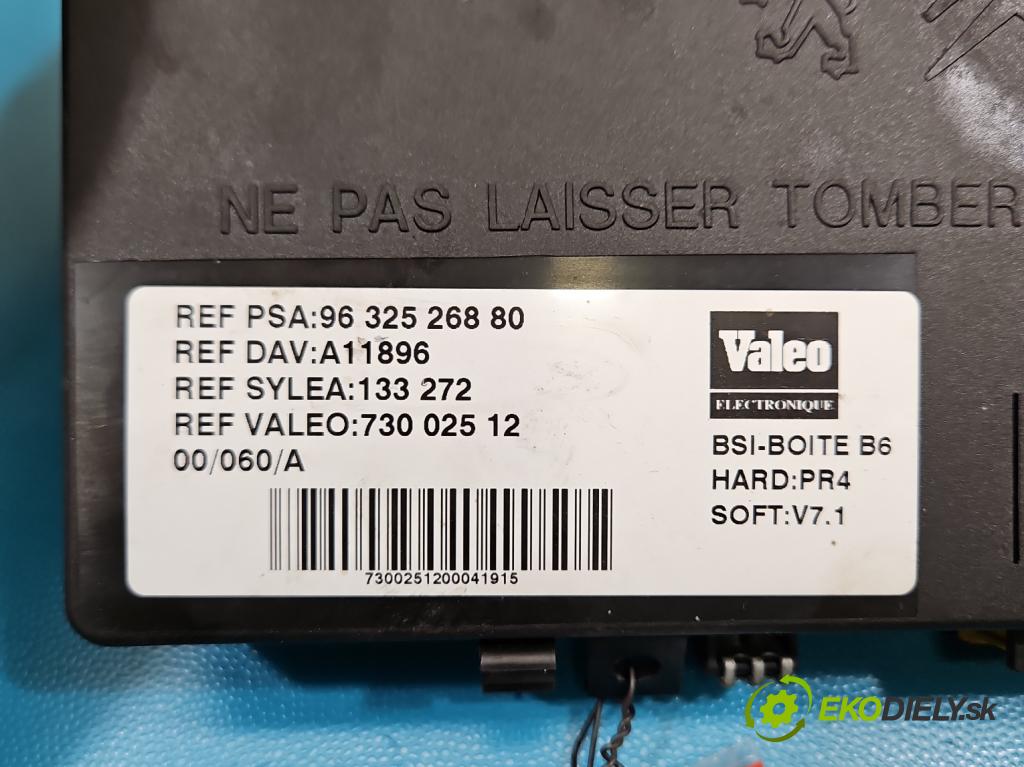 NE PAS LAISSER TOMBER
REF PSA:96 325 268 80
REF DAV:A11896
REF SYLEA:133 272
REF VALEO:730 025 12
00/060/A
7300251200041915
Valeo
ELECTRONIQUE
BSI-BOITE B6
HARD:PR4
SOFT:V7.1
EKODIELY.sk